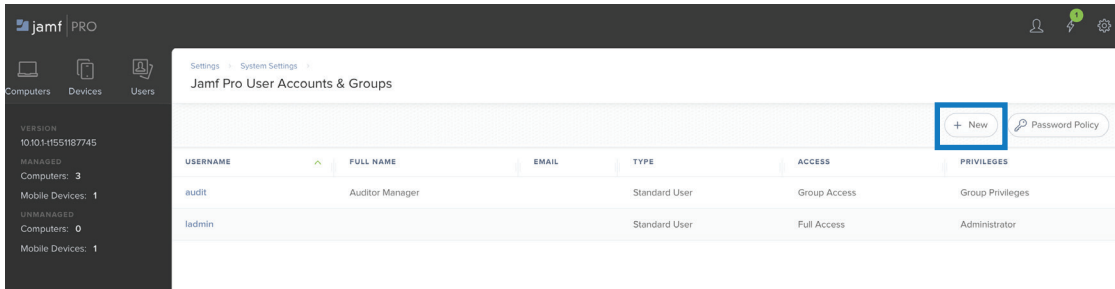 jamf PRO
1
Computers Devices Users
Settings System Settings
Jamf Pro User Accounts & Groups
+ New Password Policy
VERSION
10.10.1-t1551187745
MANAGED
Computers: 3
Mobile Devices: 1
UNMANAGED
Computers: 0
Mobile Devices: 1
USERNAME FULL NAME EMAIL TYPE ACCESS PRIVILEGES
audit Auditor Manager Standard User Group Access Group Privileges
ladmin Standard User Full Access Administrator